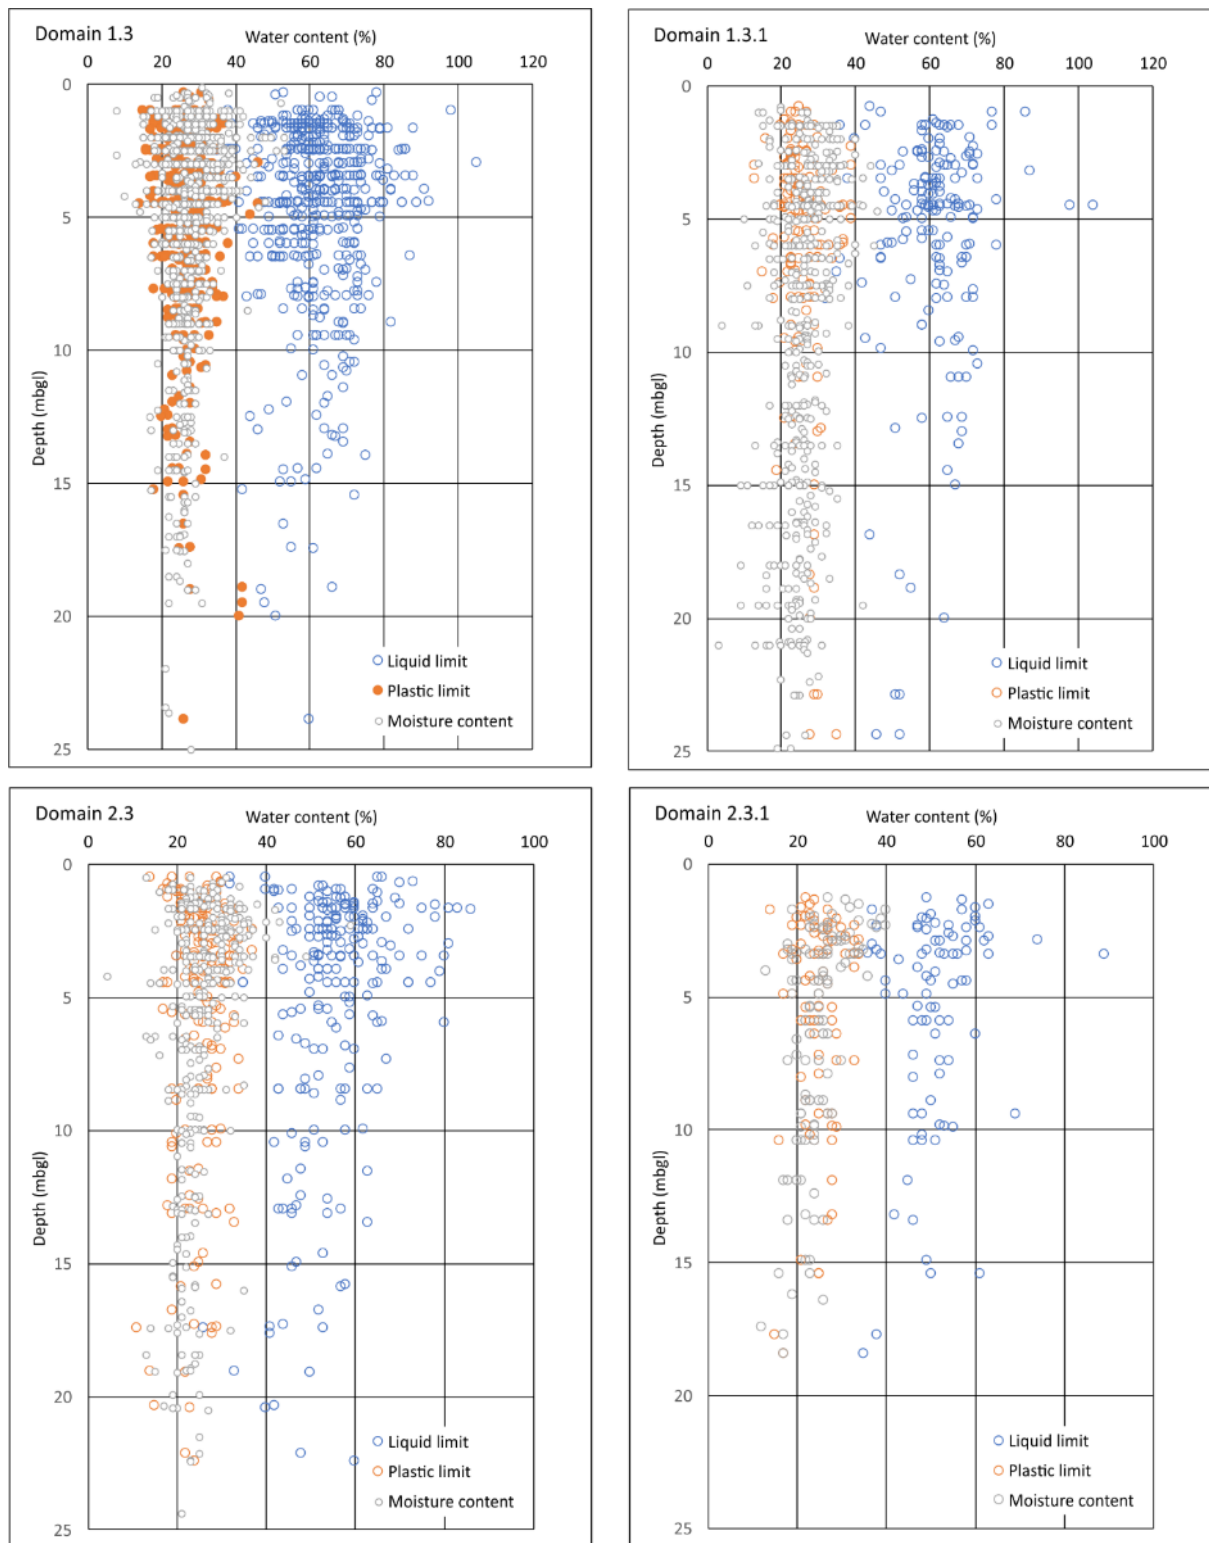 Domain 1.3
Water content (%)
0 20 40 60 80 100 120
0
5
10
15
20
25
Depth (mbgl)
Liquid limit
Plastic limit
Moisture content
Domain 1.3.1
Water content (%)
0 20 40 60 80 100 120
0
5
10
15
20
25
Depth (mbgl)
Liquid limit
Plastic limit
Moisture content
Domain 2.3
Water content (%)
0 20 40 60 80 100
0
5
10
15
20
25
Depth (mbgl)
Liquid limit
Plastic limit
Moisture content
Domain 2.3.1
Water content (%)
0 20 40 60 80 100
0
5
10
15
20
25
Depth (mbgl)
Liquid limit
Plastic limit
Moisture content